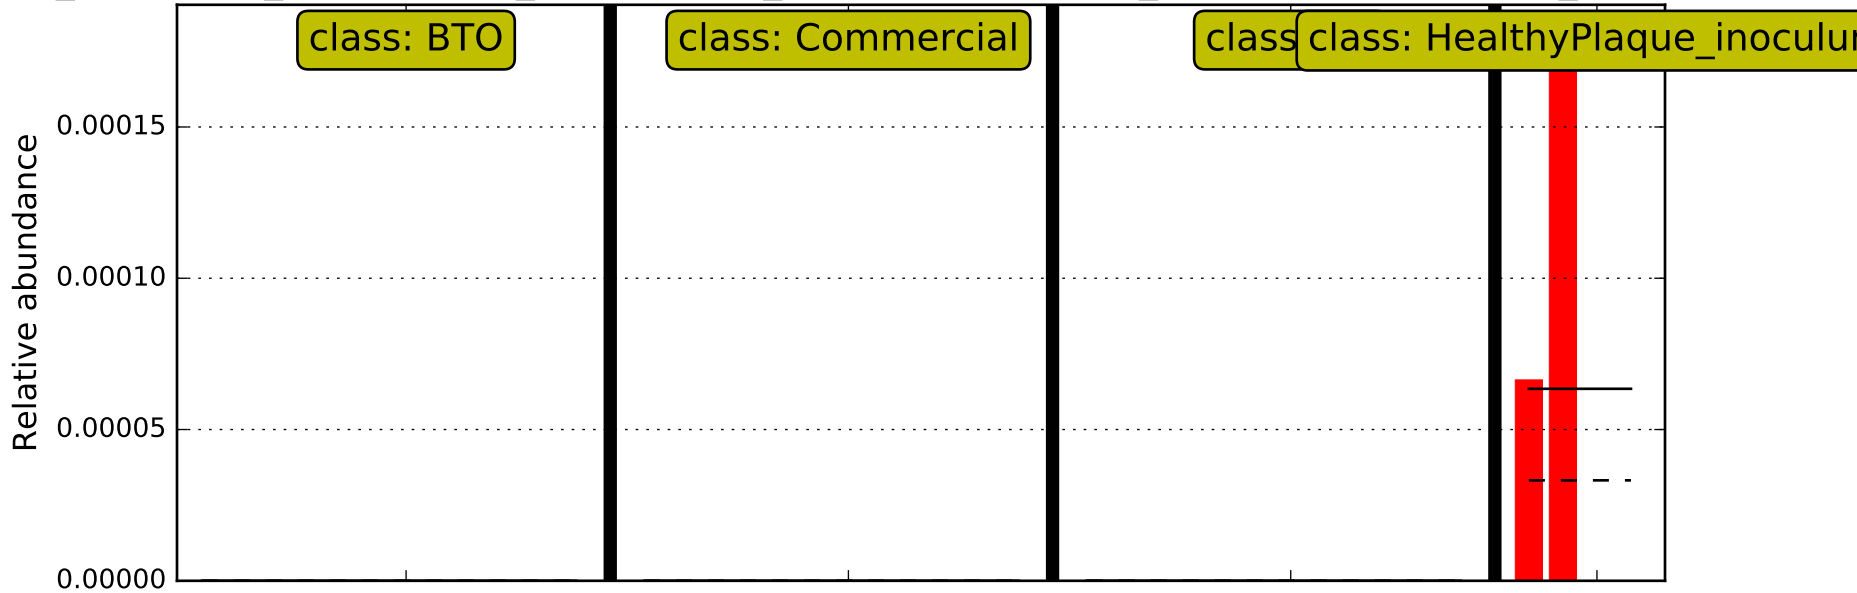 class: BTO
class: Commercial
class
class: HealthyPlaque_inoculu
Relative abundance
0.00015
0.00010
0.00005
0.00000